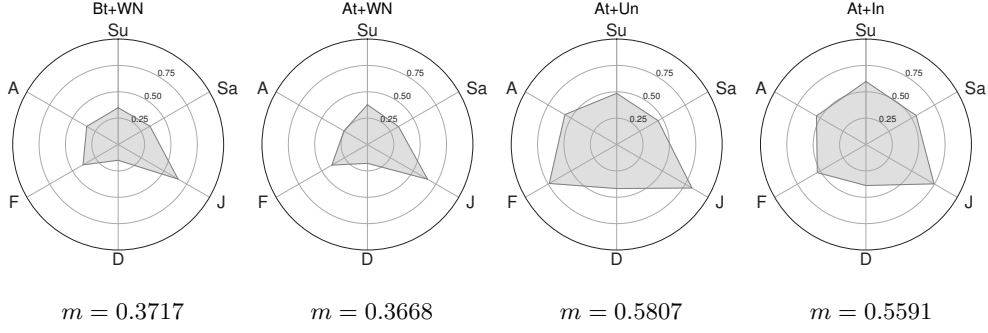 Bt+WN
Su
A
Sa
0.75
0.50
0.25
F
J
D
m = 0.3717
At+WN
Su
A
Sa
0.75
0.50
0.25
F
J
D
m = 0.3668
At+Un
Su
A
Sa
0.75
0.50
0.25
F
J
D
m = 0.5807
At+In
Su
A
Sa
0.75
0.50
0.25
F
J
D
m = 0.5591